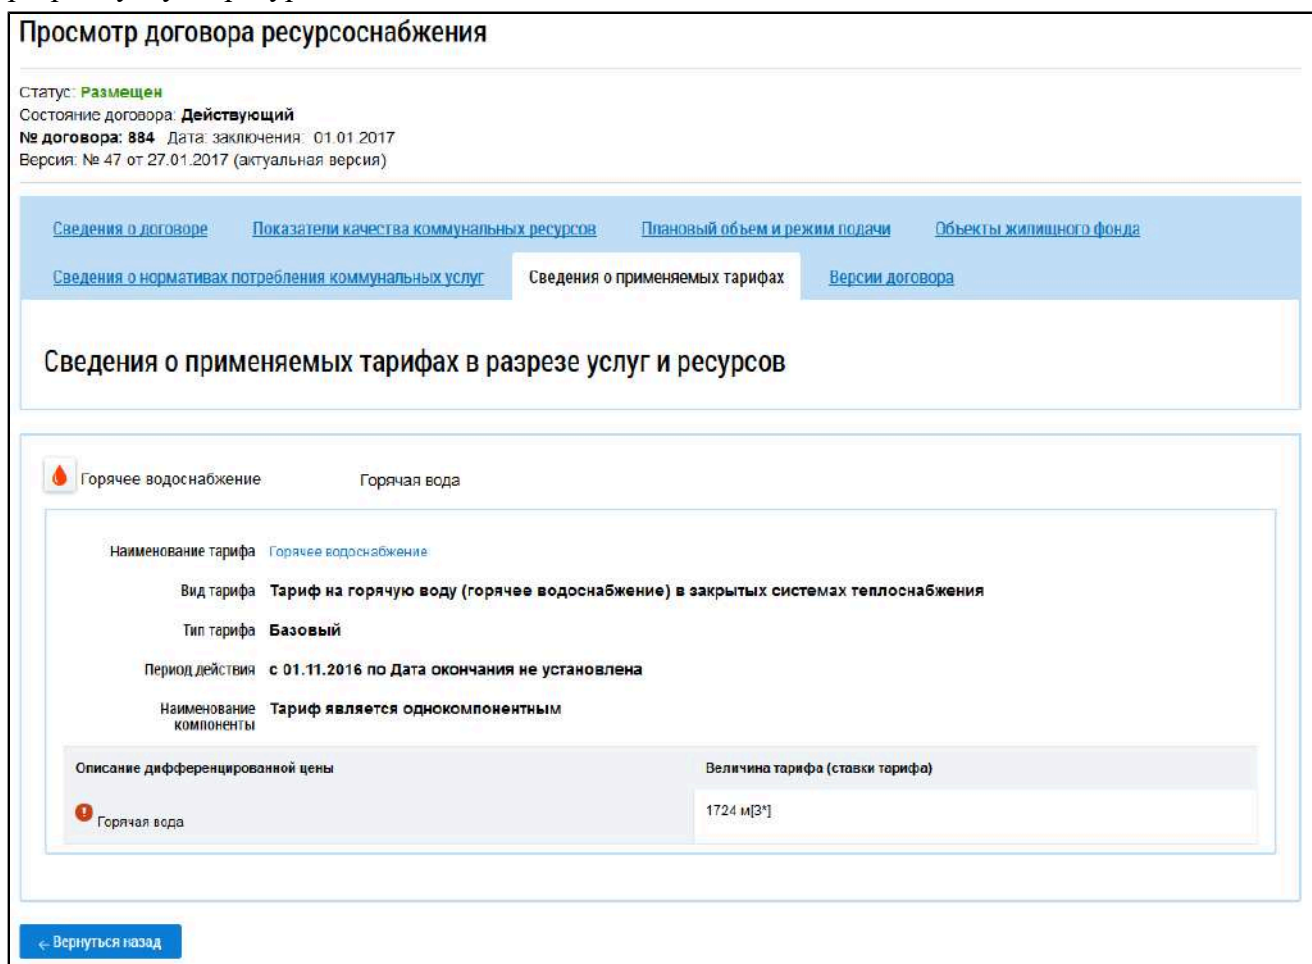 Просмотр договора ресурсоснабжения
Статус: Размещен
Состояние договора: Действующий
№ договора: 884 Дата: заключения: 01.01.2017
Версия: № 47 от 27.01.2017 (актуальная версия)
Сведения о договоре Показатели качества коммунальных ресурсов Плановый объем и режим подачи Объекты жилищного фонда
Сведения о нормативах потребления коммунальных услуг Сведения о применяемых тарифах Версии договора
Сведения о применяемых тарифах в разрезе услуг и ресурсов
Горячее водоснабжение Горячая вода
Наименование тарифа Горячее водоснабжение
Вид тарифа Тариф на горячую воду (горячее водоснабжение) в закрытых системах теплоснабжения
Тип тарифа Базовый
Период действия с 01.11.2016 по Дата окончания не установлена
Наименование компоненты Тариф является однокомпонентным
Описание дифференцированной цены Величина тарифа (ставки тарифа)
Горячая вода 1724 м[3*]
← Вернуться назад